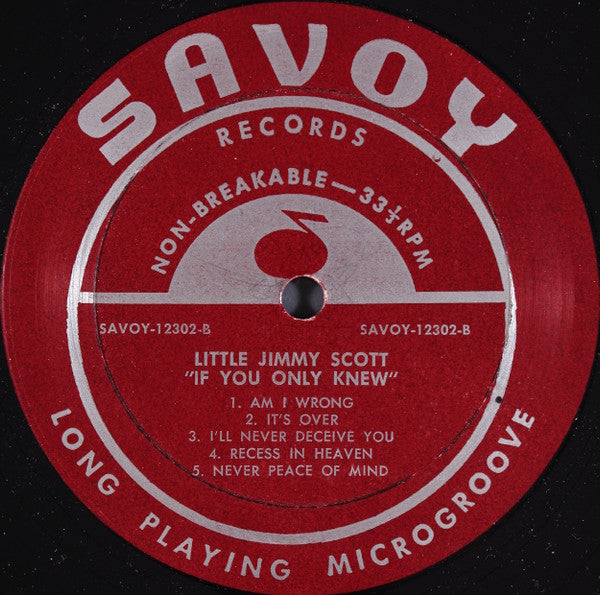 SAVOY
RECORDS
NON-BREAKABLE—33⅓RPM
SAVOY-12302-B SAVOY-12302-B
LITTLE JIMMY SCOTT
"IF YOU ONLY KNEW"
1. AM I WRONG
2. IT'S OVER
3. I'LL NEVER DECEIVE YOU
4. RECESS IN HEAVEN
5. NEVER PEACE OF MIND
LONG PLAYING MICROGROOVE